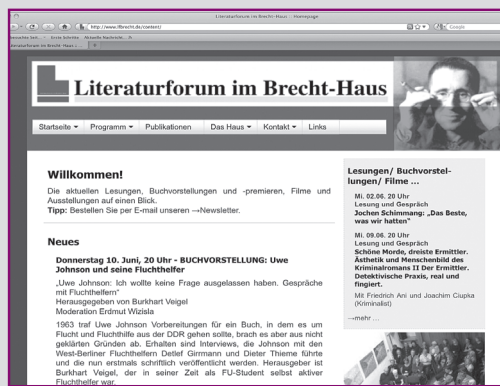 Literaturforum im Brecht-Haus :: Homepage
http://www.lfbrecht.de/content/
Google
Erste Schritte Aktuelle Nachrichte...
Literaturforum im Brecht-Haus
Startseite Programm Publikationen Das Haus Kontakt Links
Willkommen!
Die aktuellen Lesungen, Buchvorstellungen und -premieren, Filme und
Ausstellungen auf einen Blick.
Tipp: Bestellen Sie per E-mail unseren →Newsletter.
Neues
Donnerstag 10. Juni, 20 Uhr - BUCHVORSTELLUNG: Uwe
Johnson und seine Fluchthelfer
„Uwe Johnson: Ich wollte keine Frage ausgelassen haben. Gespräche
mit Fluchthelfern“
Herausgegeben von Burkhart Veigel
Moderation Erdmut Wizisla
1963 traf Uwe Johnson Vorbereitungen für ein Buch, in dem es um
Flucht und Fluchthilfe aus der DDR gehen sollte, brach es aber aus nicht
geklärten Gründen ab. Erhalten sind Interviews, die Johnson mit den
West-Berliner Fluchthelfern Detlef Girrmann und Dieter Thieme führte
und die nun erstmals schriftlich veröffentlicht werden. Herausgeber ist
Burkhart Veigel, der in seiner Zeit als FU-Student selbst aktiver
Fluchthelfer war.
Lesungen/ Buchvorstel-
lungen/ Filme ...
Mi. 02.06. 20 Uhr
Lesung und Gespräch
Jochen Schimmang: „Das Beste,
was wir hatten“
Mi. 09.06. 20 Uhr
Lesung und Gespräch
Schöne Morde, dreiste Ermittler.
Ästhetik und Menschenbild des
Kriminalromans II Der Ermittler.
Detektivische Praxis, real und
fingiert.
Mit Friedrich Ani und Joachim Ciupka
(Kriminalist)
→mehr ...